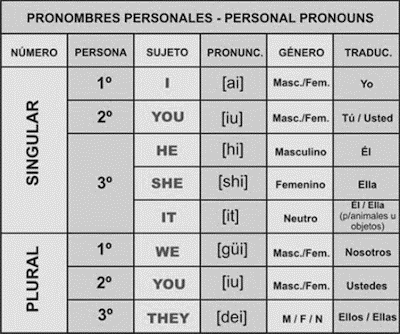 PRONOMBRES PERSONALES - PERSONAL PRONOUNS
NÚMERO PERSONA SUJETO PRONUNC. GÉNERO TRADUC.
SINGULAR
1º I [ai] Masc./Fem. Yo
2º YOU [iu] Masc./Fem. Tú / Usted
3º
HE [hi] Masculino Él
SHE [shi] Femenino Ella
IT [it] Neutro Él / Ella
(p/animales u
objetos)
PLURAL
1º WE [güi] Masc./Fem. Nosotros
2º YOU [iu] Masc./Fem. Ustedes
3º THEY [dei] M / F / N Ellos / Ellas